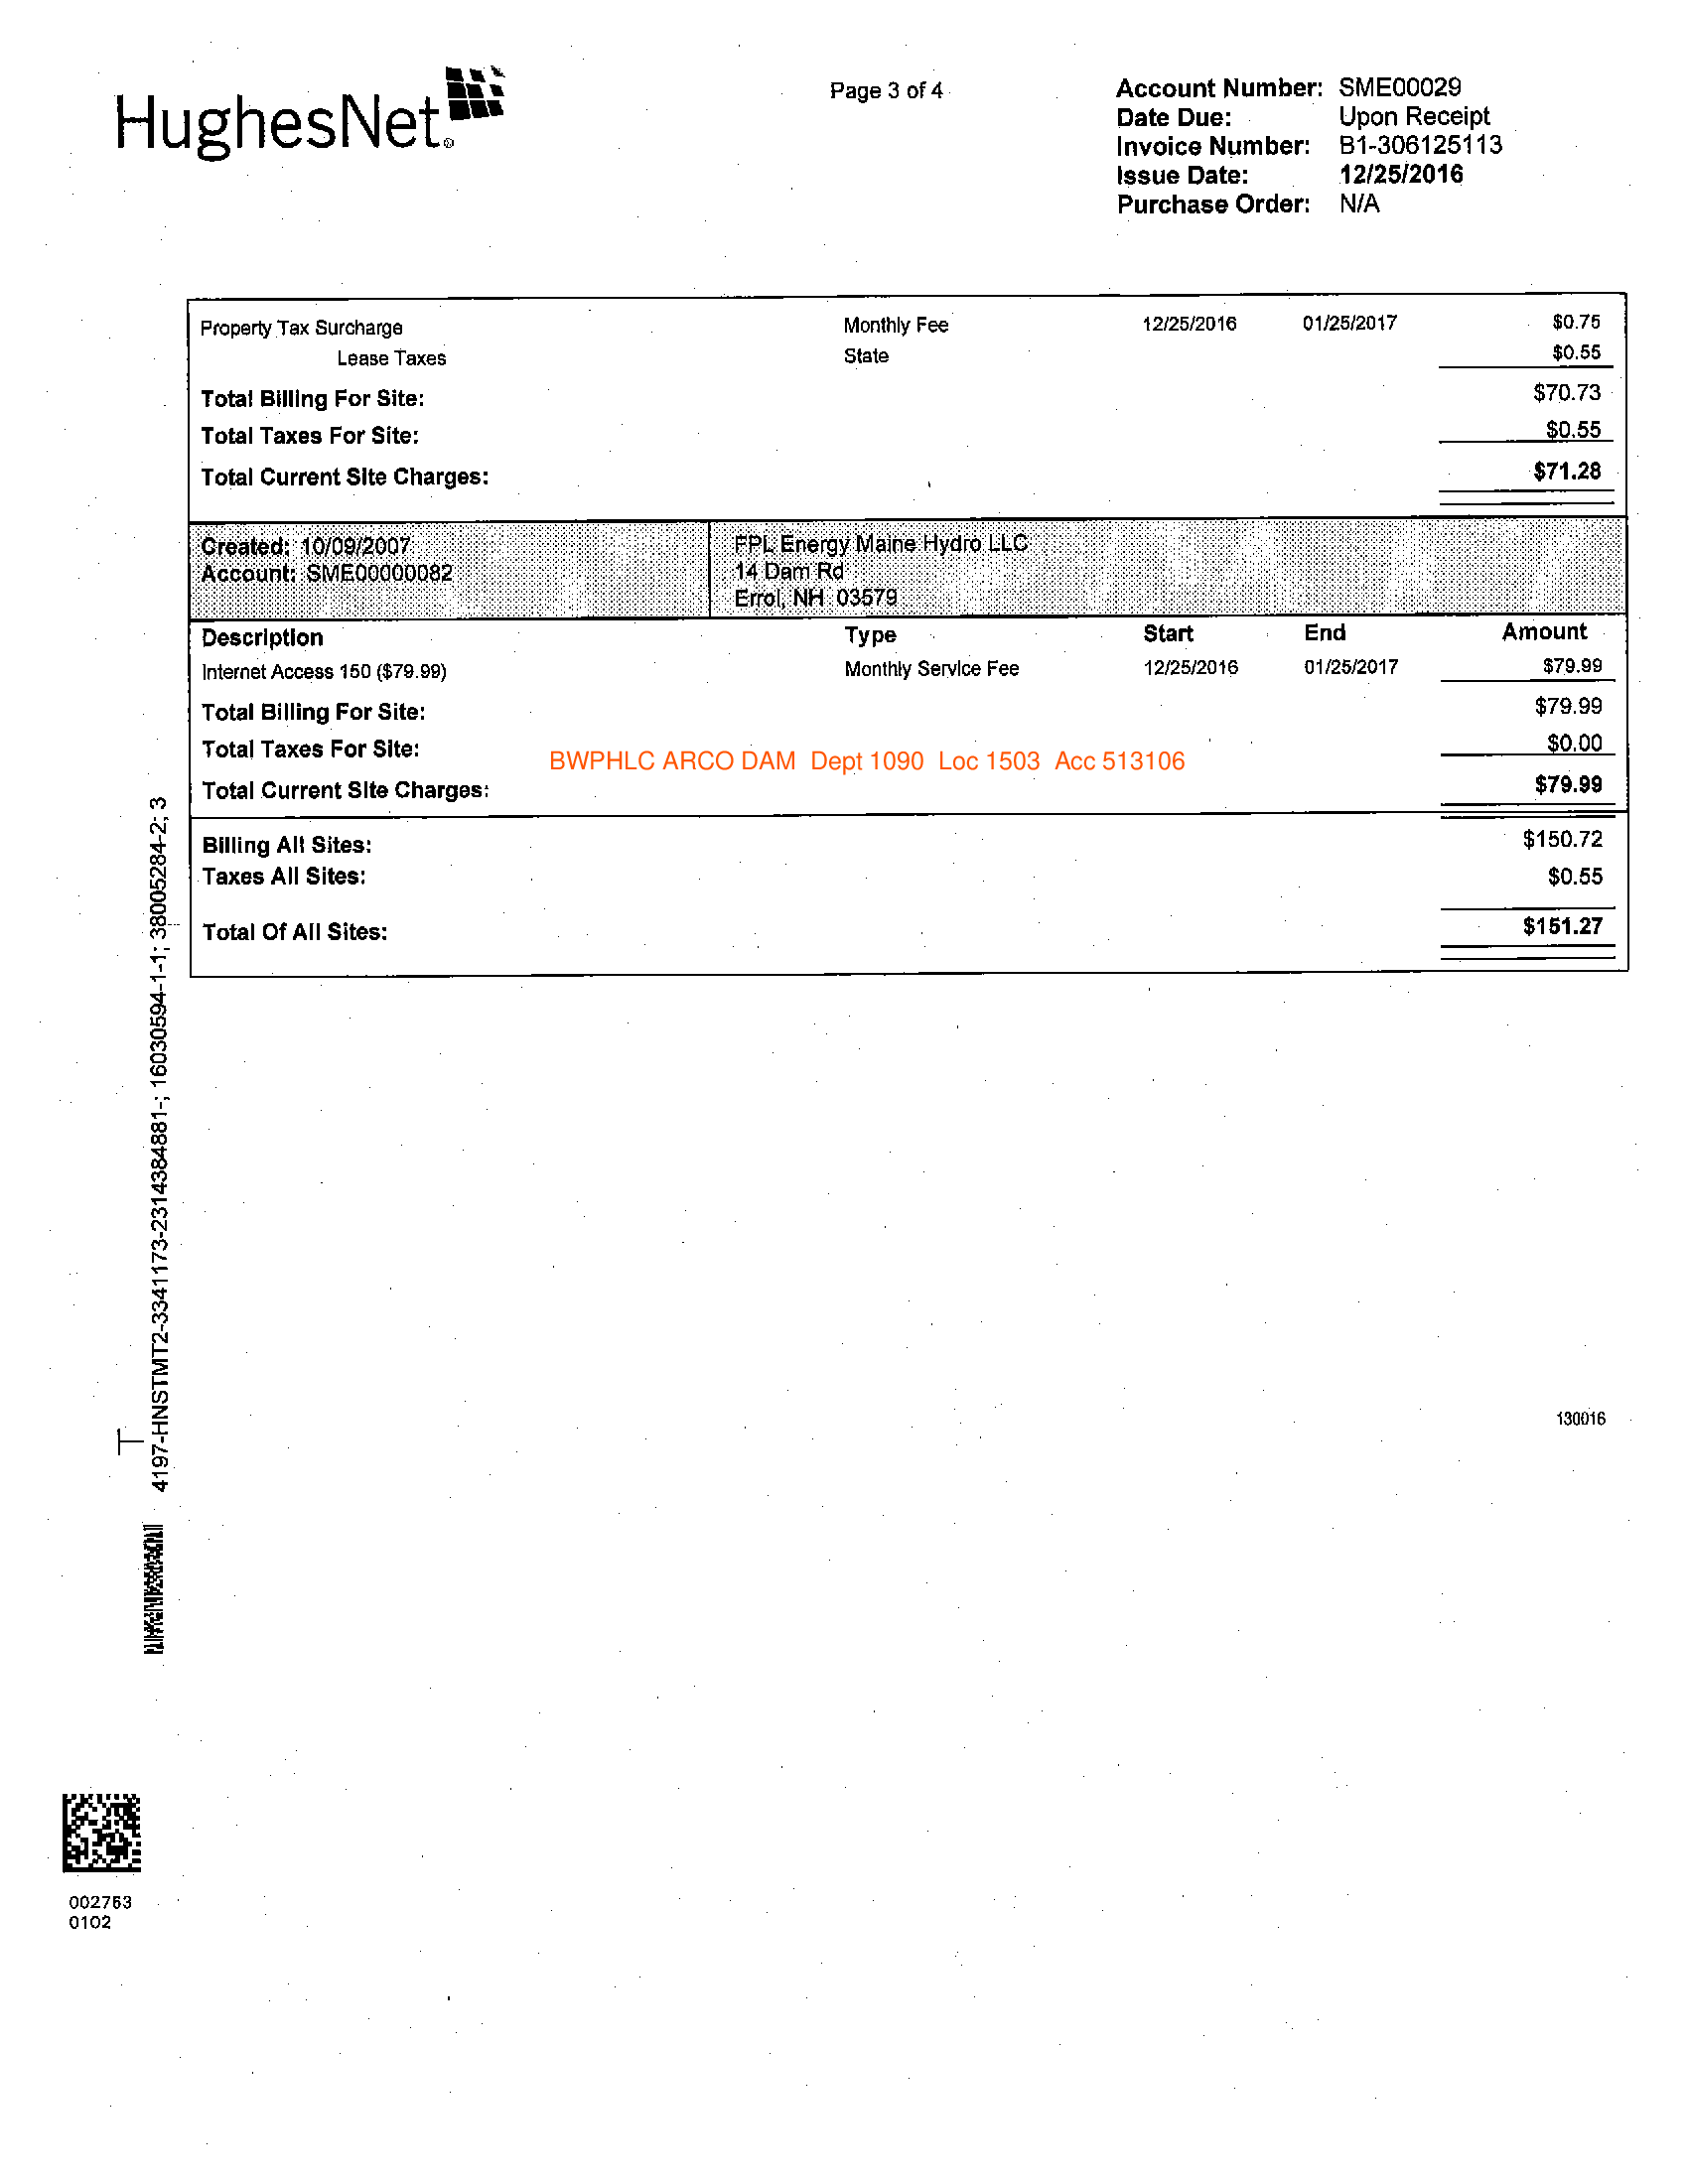 HughesNet®
Page 3 of 4
Account Number: SME00029
Date Due: Upon Receipt
Invoice Number: B1-306125113
Issue Date: 12/25/2016
Purchase Order: N/A
Property Tax Surcharge Monthly Fee 12/25/2016 01/25/2017 $0.75
Lease Taxes State $0.55
Total Billing For Site: $70.73
Total Taxes For Site: $0.55
Total Current Site Charges: $71.28
Created: 10/09/2007
Account: SME00000082
FPL Energy Maine Hydro LLC
14 Dam Rd
Errol, NH 03579
Description Type Start End Amount
Internet Access 150 ($79.99) Monthly Service Fee 12/25/2016 01/25/2017 $79.99
Total Billing For Site: $79.99
Total Taxes For Site: $0.00
BWPHLC ARCO DAM Dept 1090 Loc 1503 Acc 513106
Total Current Site Charges: $79.99
Billing All Sites: $150.72
Taxes All Sites: $0.55
Total Of All Sites: $151.27
4197-HNSTMT2-3341173-2314384881-; 16030594-1-1; 38005284-2; 3
130016
002763
0102